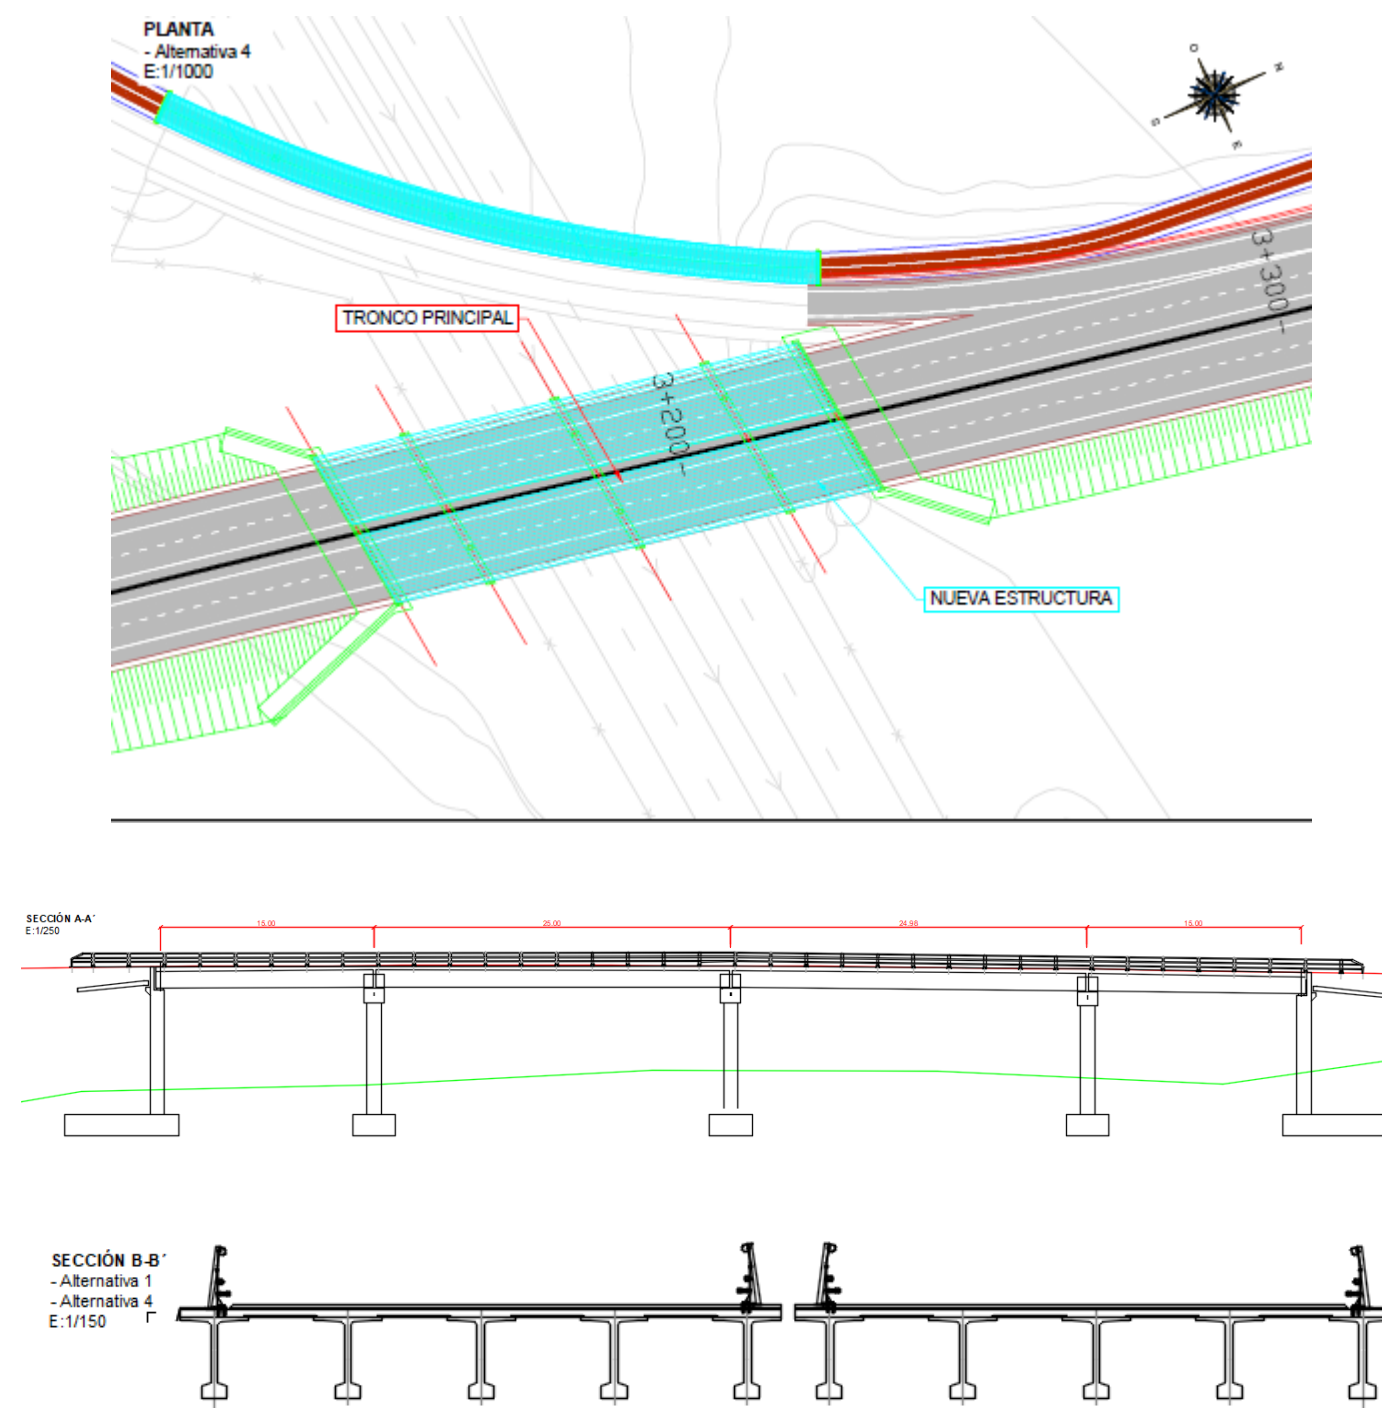 PLANTA
- Alternativa 4
E:1/1000
O
N
S
E
3+300
TRONCO PRINCIPAL
3+200
NUEVA ESTRUCTURA
SECCIÓN A-A´
E:1/250
15.00
25.00
24.98
15.00
SECCIÓN B-B´
- Alternativa 1
- Alternativa 4
E:1/150